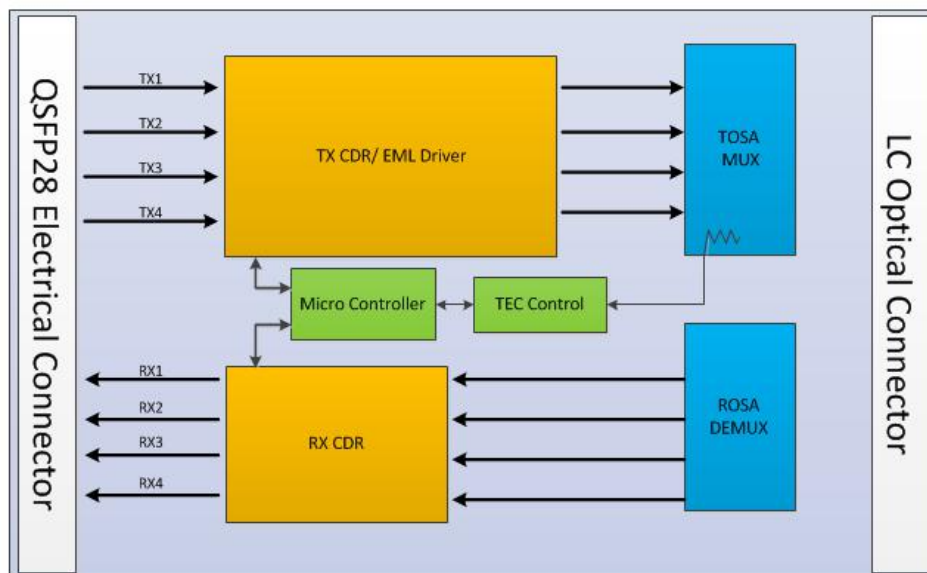 QSFP28 Electrical Connector
TX1
TX2
TX3
TX4
TX CDR/ EML Driver
TOSA
MUX
LC Optical Connector
Micro Controller
TEC Control
RX1
RX2
RX3
RX4
RX CDR
ROSA
DEMUX